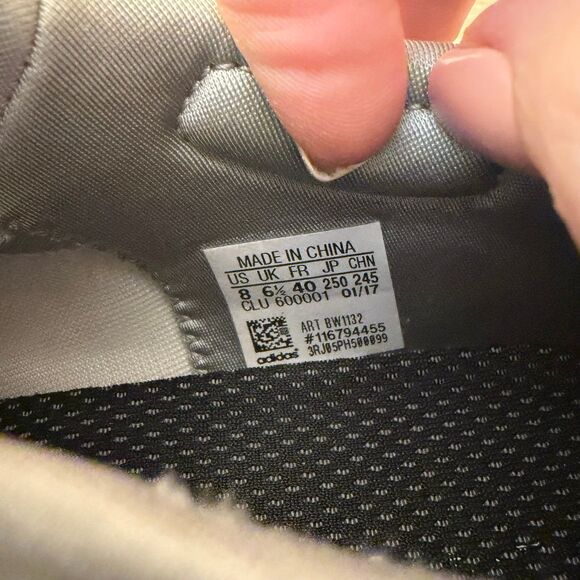 MADE IN CHINA
US UK FR JP CHN
8 6½ 40 250 245
CLU 600001 01/17
ART BW1132
#116794455
adidas 3RJ05PH500099